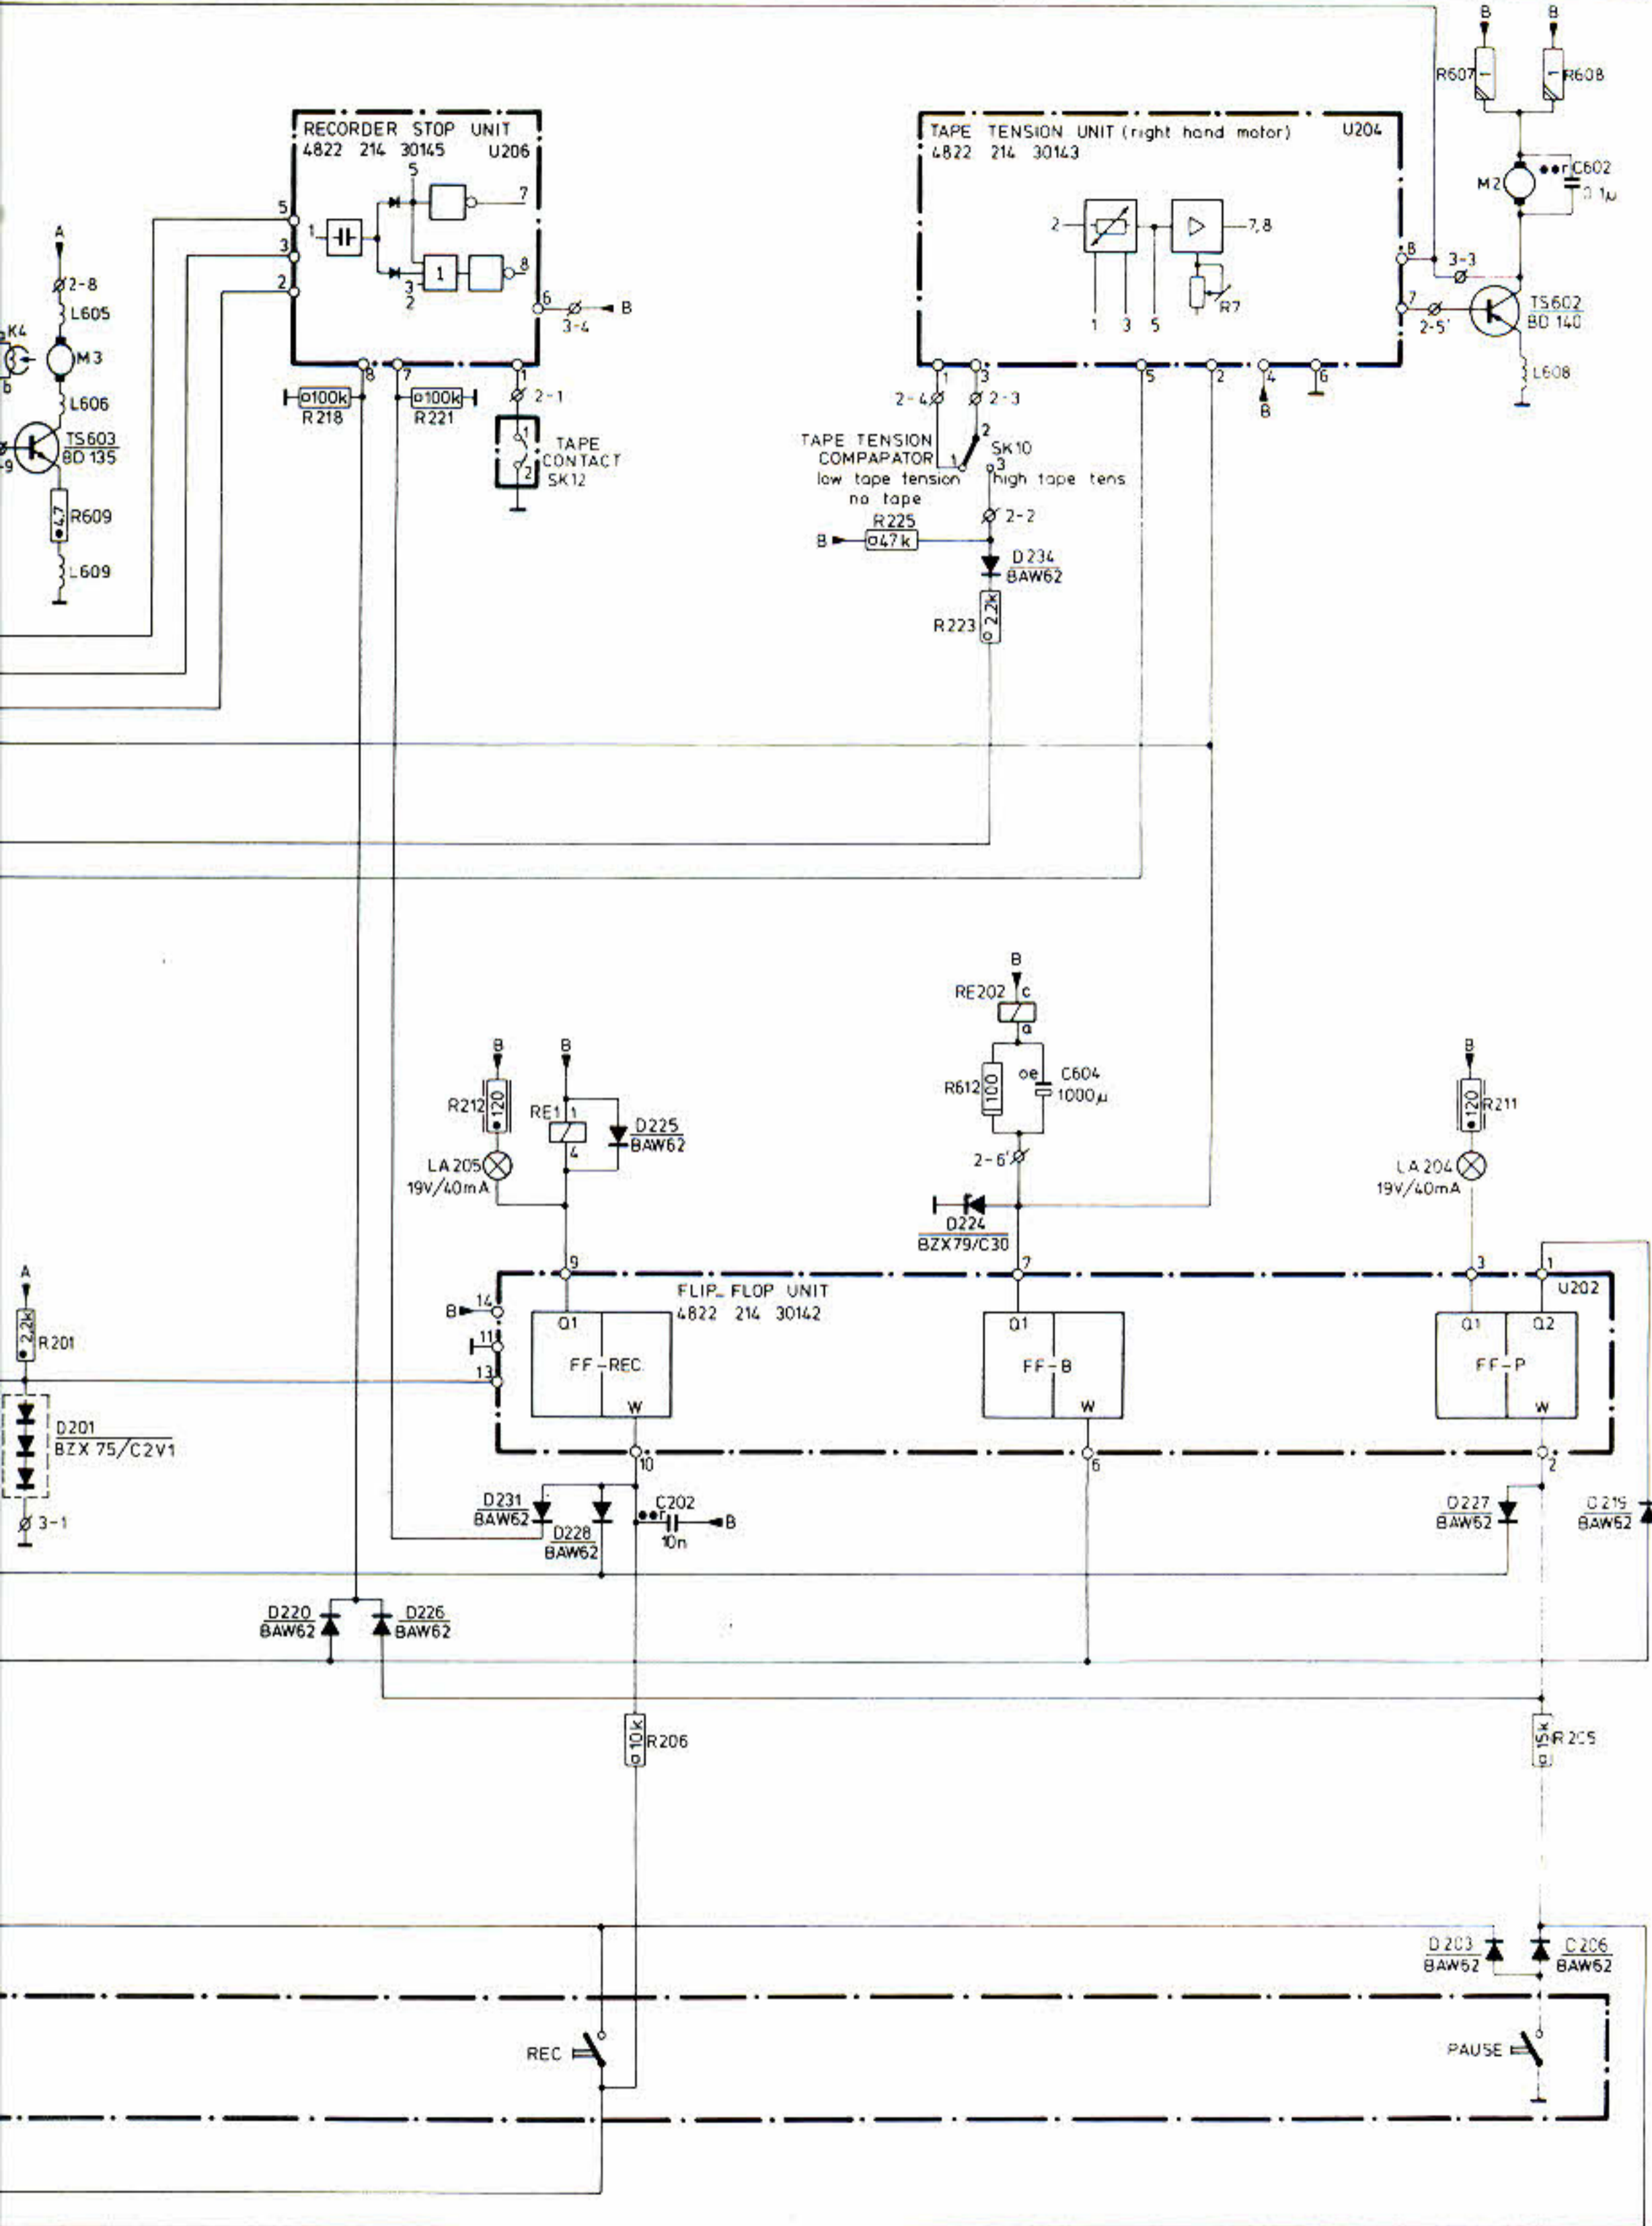 B
B
R607
1
1
R608
RECORDER STOP UNIT
4822 214 30145 U206
5
7
1
8
1
3
2
5
3
2
6
3-4
B
8
7
1
TAPE TENSION UNIT (right hand motor) U204
4822 214 30143
2
7,8
R7
1 3 5
8
3-3
7
2-5'
M2
C602
0.1µ
TS602
BD 140
L608
A
2-8
L605
K4
M3
b
L606
TS603
BD 135
-9
4,7
R609
L609
100k
R218
100k
R221
2-1
1
2
TAPE
CONTACT
SK12
1
3
5
2
4
6
B
2-4
2-3
TAPE TENSION
COMPAPATOR
2
SK10
1
3
low tape tension
high tape tens
no tape
2-2
R225
B
47k
D234
BAW62
R223
2.2k
B
RE202
c
a
R612
100
C604
1000µ
2-6'
D224
BZX79/C30
B
B
R212
120
RE1
1
4
D225
BAW62
LA205
19V/40mA
B
120
R211
LA204
19V/40mA
A
2,2k
R201
D201
BZX 75/C2V1
3-1
9
7
3
1
U202
FLIP_FLOP UNIT
4822 214 30142
B
14
11
13
Q1
FF-REC
W
Q1
FF-B
W
Q1
Q2
FF-P
W
10
6
2
D231
BAW62
D228
BAW62
C202
10n
B
D227
BAW62
BAW62
D220
BAW62
D226
BAW62
10k
R206
15k
R205
D203
BAW62
BAW62
REC
PAUSE